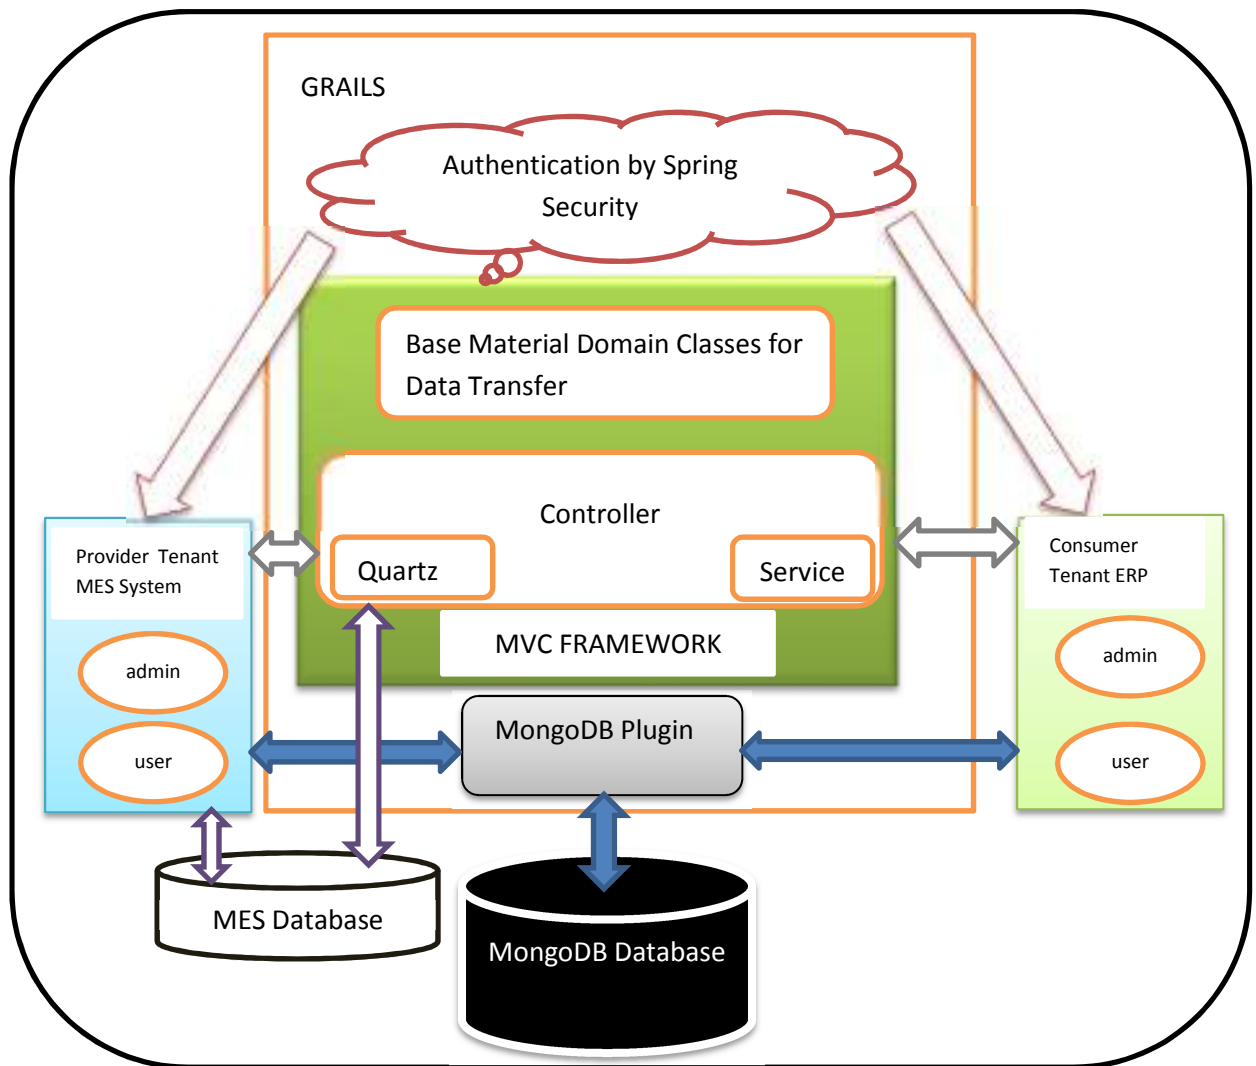 GRAILS
Authentication by Spring
Security
Base Material Domain Classes for
Data Transfer
Controller
Quartz
Service
MVC FRAMEWORK
Provider Tenant
MES System
admin
user
Consumer
Tenant ERP
admin
user
MongoDB Plugin
MES Database
MongoDB Database